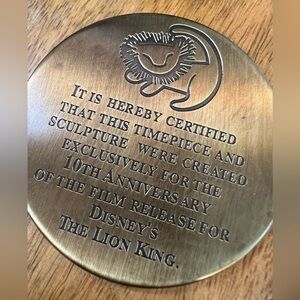 It is hereby certified
that this timepiece and
sculpture were created
exclusively for the
10th Anniversary
of the film release for
Disney's
The Lion King.